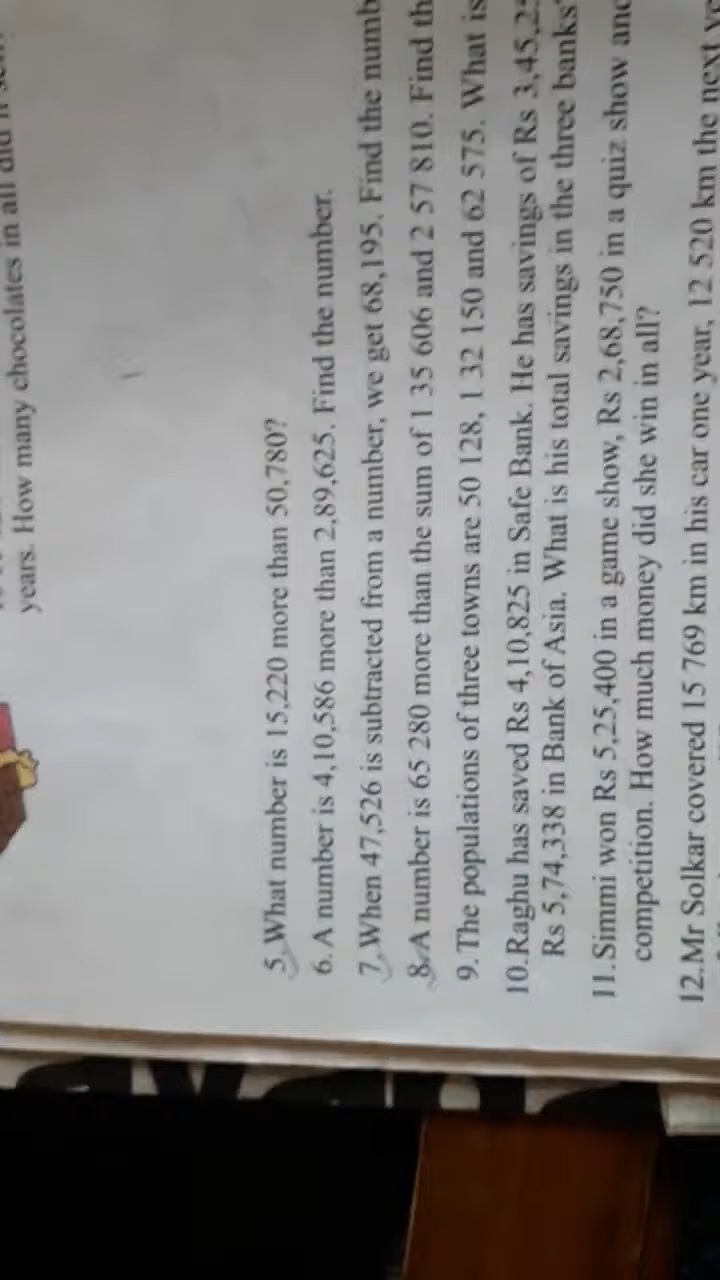 years. How many chocolates in all did it
5. What number is 15,220 more than 50,780?
6. A number is 4,10,586 more than 2,89,625. Find the number.
7. When 47,526 is subtracted from a number, we get 68,195. Find the numb
8. A number is 65 280 more than the sum of 1 35 606 and 2 57 810. Find th
9. The populations of three towns are 50 128, 1 32 150 and 62 575. What is
10. Raghu has saved Rs 4,10,825 in Safe Bank. He has savings of Rs 3,45,2
Rs 5,74,338 in Bank of Asia. What is his total savings in the three banks
11. Simmi won Rs 5,25,400 in a game show, Rs 2,68,750 in a quiz show and
competition. How much money did she win in all?
12. Mr Solkar covered 15 769 km in his car one year, 12 520 km the next